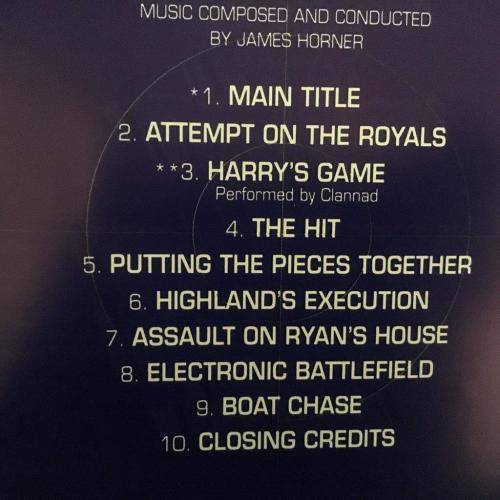 MUSIC COMPOSED AND CONDUCTED
BY JAMES HORNER
*1. MAIN TITLE
2. ATTEMPT ON THE ROYALS
**3. HARRY'S GAME
Performed by Clannad
4. THE HIT
5. PUTTING THE PIECES TOGETHER
6. HIGHLAND'S EXECUTION
7. ASSAULT ON RYAN'S HOUSE
8. ELECTRONIC BATTLEFIELD
9. BOAT CHASE
10. CLOSING CREDITS